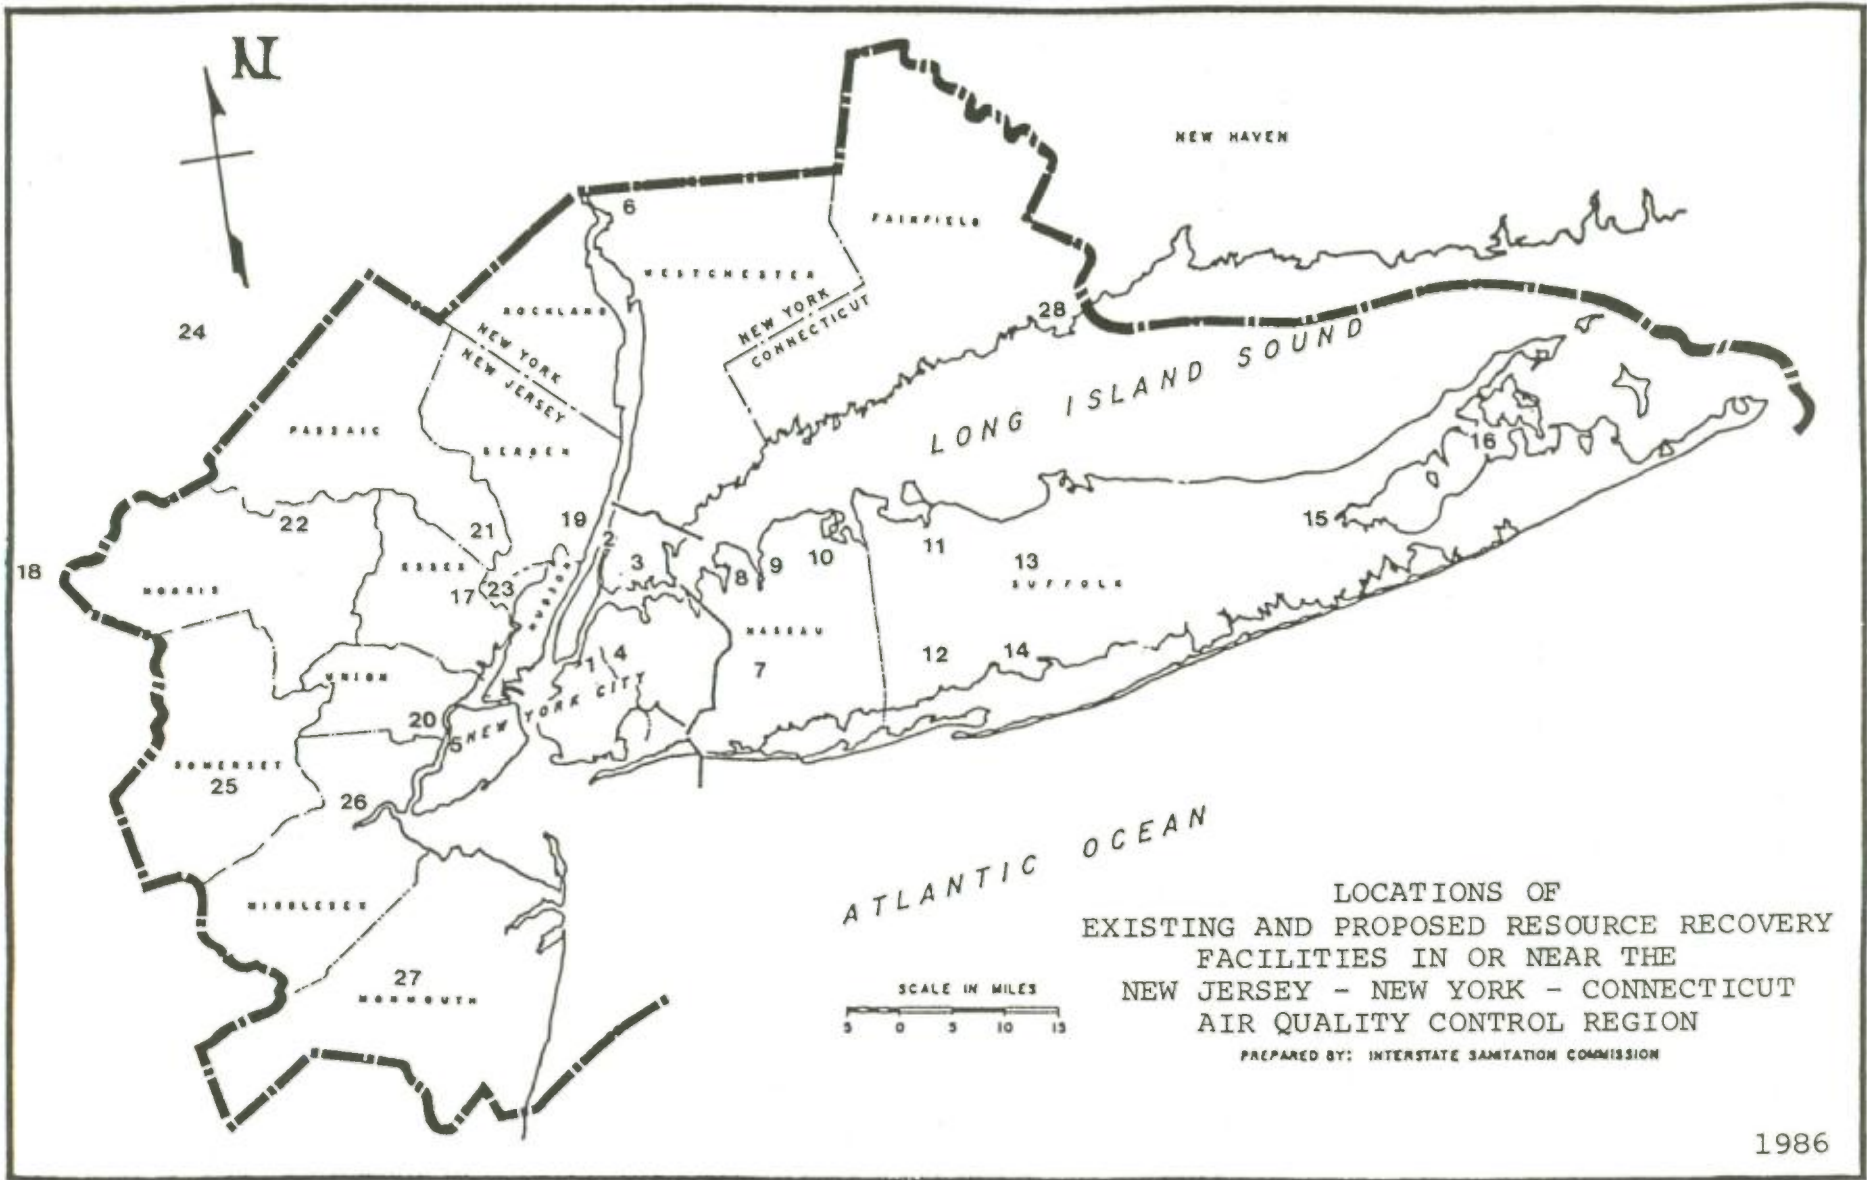 N
NEW HAVEN
6
FAIRFIELD
WESTCHESTER
ROCKLAND
NEW YORK
CONNECTICUT
28
24
NEW YORK
NEW JERSEY
LONG ISLAND SOUND
PASSAIC
BERGEN
16
22
21
19
2
15
18
3
8
9
10
11
13
SUFFOLK
ESSEX
MORRIS
17
23
HUDSON
NASSAU
1
4
7
12
14
UNION
NEW YORK CITY
20
5
SOMERSET
25
26
ATLANTIC OCEAN
MIDDLESEX
27
MONMOUTH
SCALE IN MILES
5 0 5 10 15
LOCATIONS OF
EXISTING AND PROPOSED RESOURCE RECOVERY
FACILITIES IN OR NEAR THE
NEW JERSEY - NEW YORK - CONNECTICUT
AIR QUALITY CONTROL REGION
PREPARED BY: INTERSTATE SANITATION COMMISSION
1986